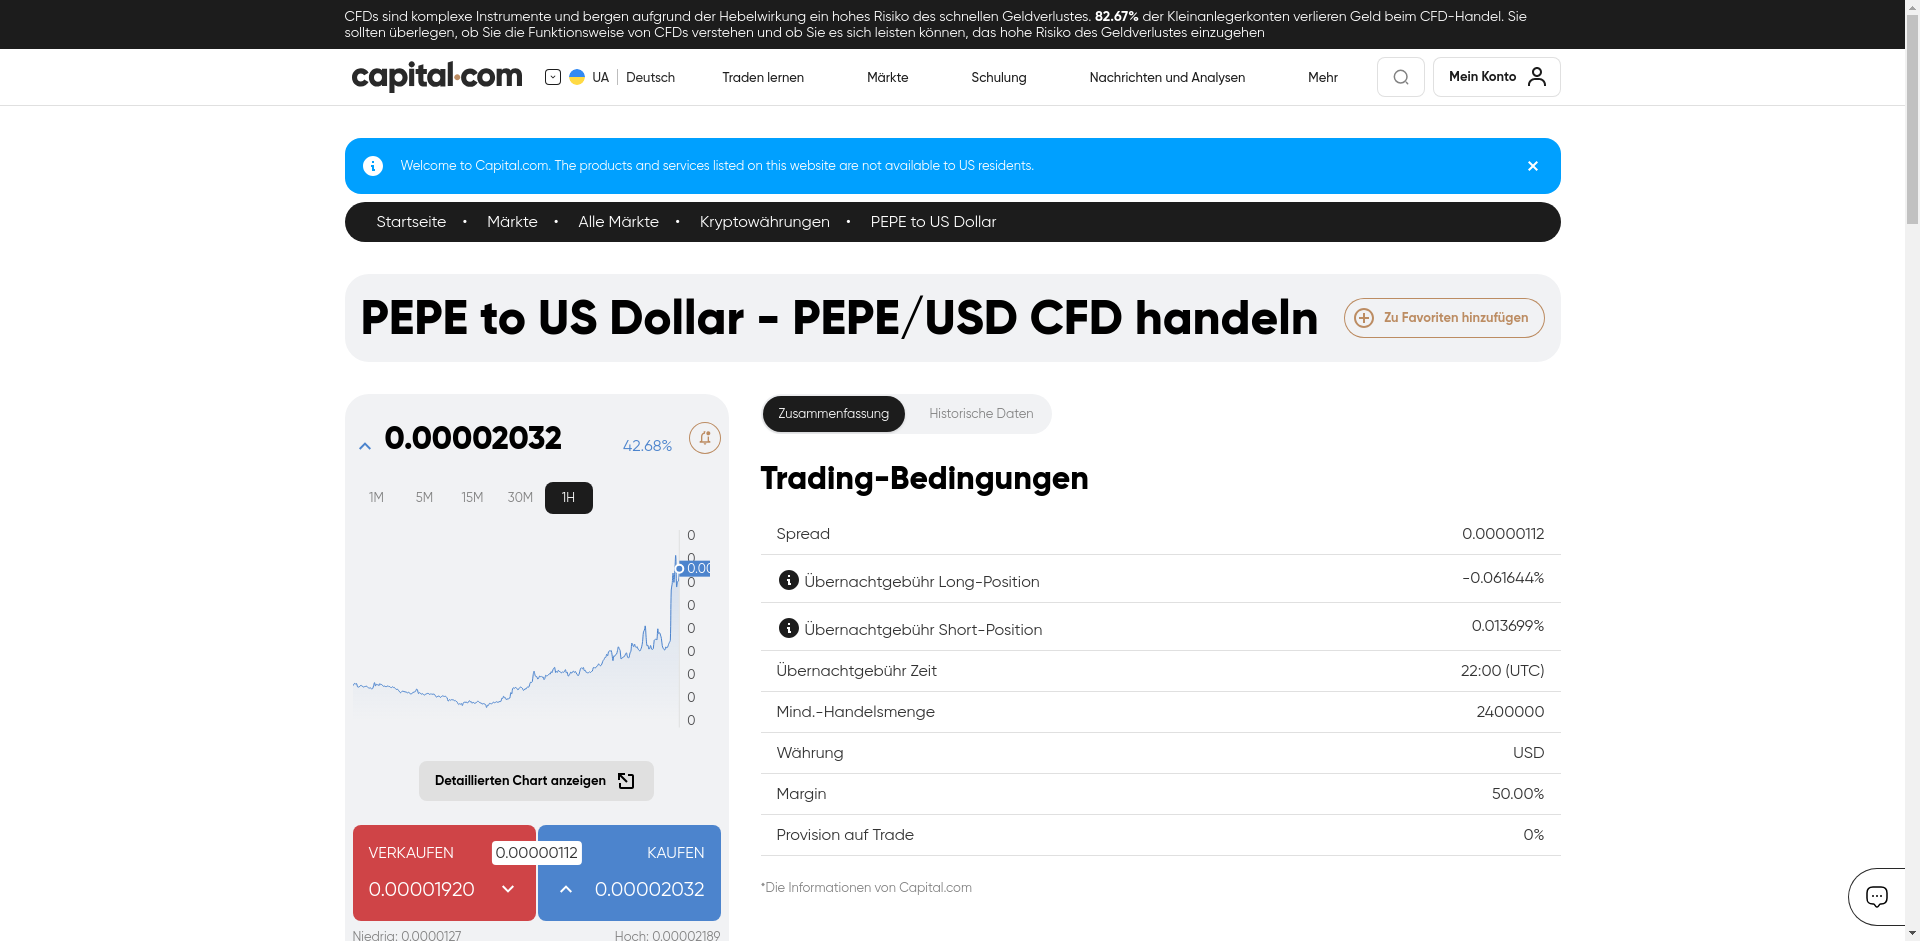 CFDs sind komplexe Instrumente und bergen aufgrund der Hebelwirkung ein hohes Risiko des schnellen Geldverlustes. 82.67% der Kleinanlegerkonten verlieren Geld beim CFD-Handel. Sie
sollten überlegen, ob Sie die Funktionsweise von CFDs verstehen und ob Sie es sich leisten können, das hohe Risiko des Geldverlustes einzugehen
capital.com
UA
Deutsch
Traden lernen
Märkte
Schulung
Nachrichten und Analysen
Mehr
Mein Konto
Welcome to Capital.com. The products and services listed on this website are not available to US residents.
Startseite • Märkte • Alle Märkte • Kryptowährungen • PEPE to US Dollar
PEPE to US Dollar - PEPE/USD CFD handeln
Zu Favoriten hinzufügen
0.00002032
42.68%
1M 5M 15M 30M 1H
0
0
0.00
0
0
0
0
0
0
0
Detaillierten Chart anzeigen
VERKAUFEN
0.00000112
KAUFEN
0.00001920
0.00002032
Niedrig: 0.0000127
Hoch: 0.00002189
Zusammenfassung
Historische Daten
Trading-Bedingungen
Spread 0.00000112
Übernachtgebühr Long-Position -0.061644%
Übernachtgebühr Short-Position 0.013699%
Übernachtgebühr Zeit 22:00 (UTC)
Mind.-Handelsmenge 2400000
Währung USD
Margin 50.00%
Provision auf Trade 0%
*Die Informationen von Capital.com